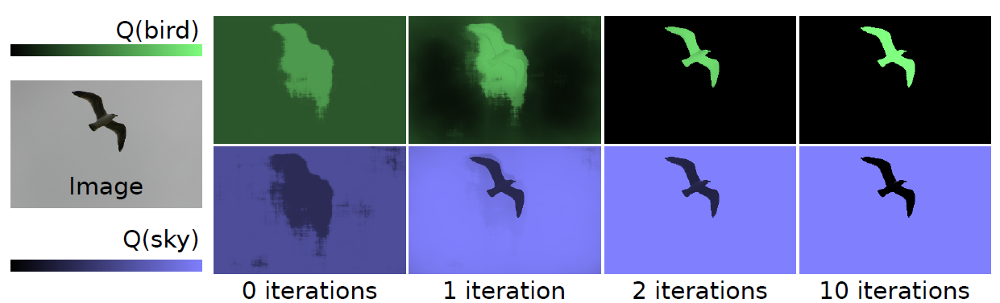 Q(bird)
Image
Q(sky)
0 iterations
1 iteration
2 iterations
10 iterations